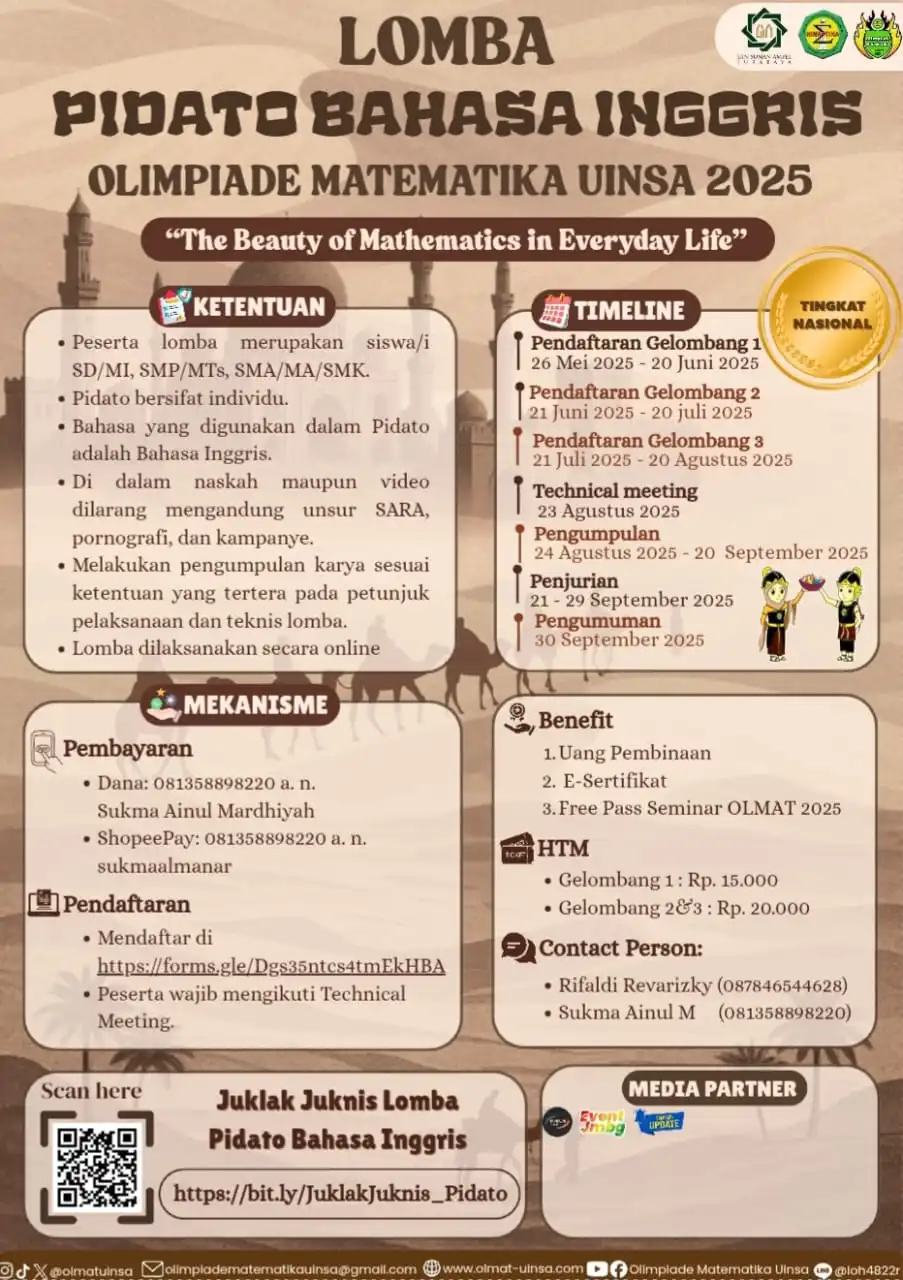 LOMBA
PIDATO BAHASA INGGRIS
OLIMPIADE MATEMATIKA UINSA 2025
"The Beauty of Mathematics in Everyday Life"
TINGKAT
NASIONAL
KETENTUAN
• Peserta lomba merupakan siswa/i
SD/MI, SMP/MTs, SMA/MA/SMK.
• Pidato bersifat individu.
• Bahasa yang digunakan dalam Pidato
adalah Bahasa Inggris.
• Di dalam naskah maupun video
dilarang mengandung unsur SARA,
pornografi, dan kampanye.
• Melakukan pengumpulan karya sesuai
ketentuan yang tertera pada petunjuk
pelaksanaan dan teknis lomba.
• Lomba dilaksanakan secara online
TIMELINE
Pendaftaran Gelombang 1
26 Mei 2025 - 20 Juni 2025
Pendaftaran Gelombang 2
21 Juni 2025 - 20 juli 2025
Pendaftaran Gelombang 3
21 Juli 2025 - 20 Agustus 2025
Technical meeting
23 Agustus 2025
Pengumpulan
24 Agustus 2025 - 20 September 2025
Penjurian
21 - 29 September 2025
Pengumuman
30 September 2025
MEKANISME
Pembayaran
• Dana: 081358898220 a. n.
Sukma Ainul Mardhiyah
• ShopeePay: 081358898220 a. n.
sukmaalmanar
Pendaftaran
• Mendaftar di
https://forms.gle/Dgs35ntcs4tmEkHBA
• Peserta wajib mengikuti Technical
Meeting.
Benefit
1. Uang Pembinaan
2. E-Sertifikat
3. Free Pass Seminar OLMAT 2025
HTM
• Gelombang 1 : Rp. 15.000
• Gelombang 2&3 : Rp. 20.000
Contact Person:
• Rifaldi Revarizky (087846544628)
• Sukma Ainul M (081358898220)
Scan here
Juklak Juknis Lomba
Pidato Bahasa Inggris
https://bit.ly/JuklakJuknis_Pidato
MEDIA PARTNER
Event
Jmbg
UPDATE
@olmatuinsa olimpiadematematikauinsa@gmail.com www.olmat-uinsa.com Olimpiade Matematika Uinsa @loh4822r